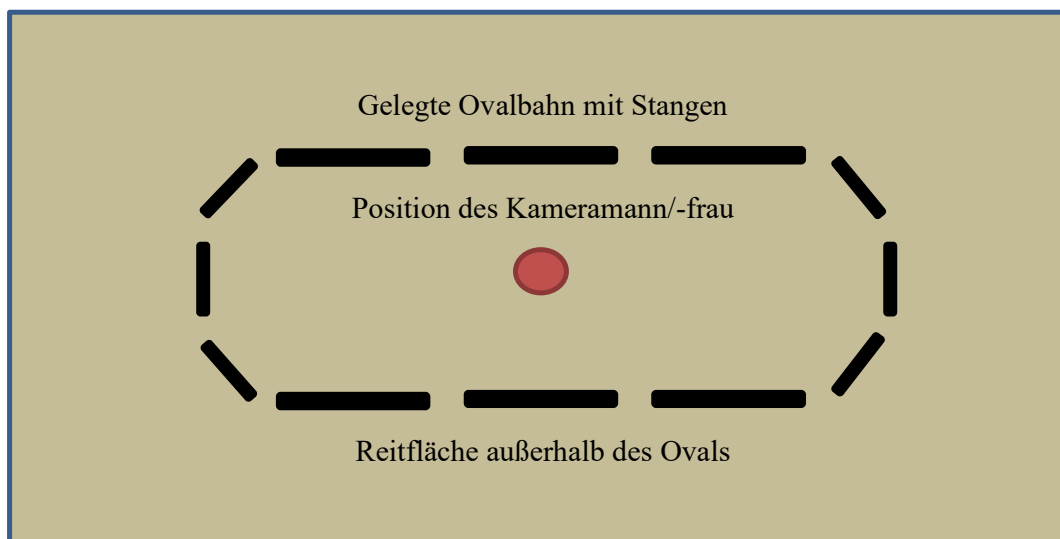 Gelegte Ovalbahn mit Stangen
Position des Kameramann/-frau
Reitfläche außerhalb des Ovals